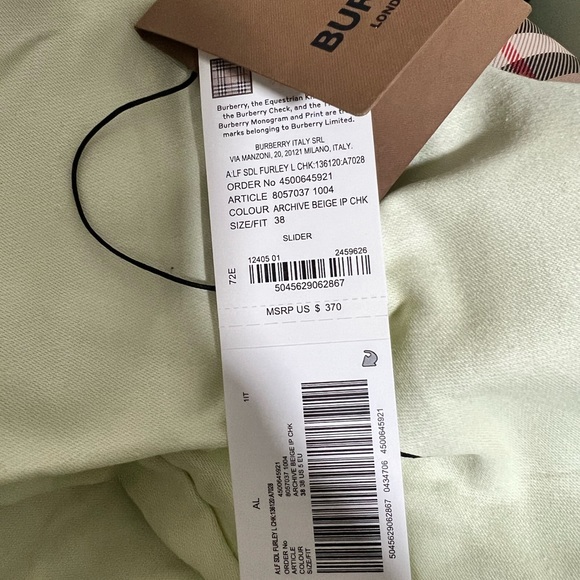 BUR
LOND
Burberry, the Equestrian K
the Burberry Check, and the T
Burberry Monogram and Print are t
marks belonging to Burberry Limited.
BURBERRY ITALY SRL
VIA MANZONI, 20, 20121 MILANO, ITALY.
A:LF SDL FURLEY L CHK:136120:A7028
ORDER No 4500645921
ARTICLE 8057037 1004
COLOUR ARCHIVE BEIGE IP CHK
SIZE/FIT 38
SLIDER
72E
12405 01 2459626
5045629062867
MSRP US $ 370
1IT
AL
A:LF SDL FURLEY L CHK:136120:A7028
ORDER No 4500645921
ARTICLE 8057037 1004
COLOUR ARCHIVE BEIGE IP CHK
SIZE/FIT 38 38 US 5 EU
5045629062867 0434706 4500645921